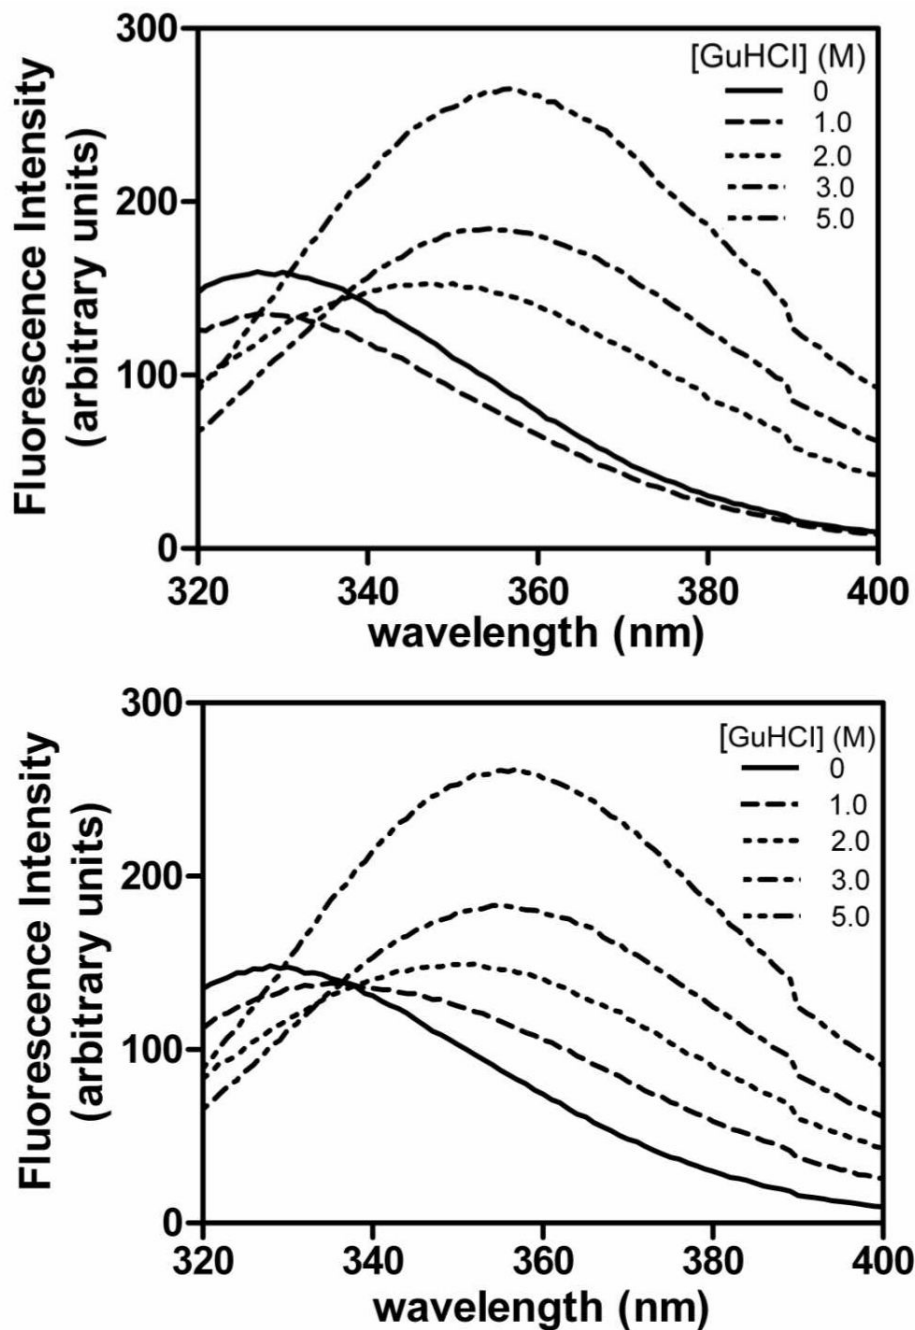 300
200
100
0
Fluorescence Intensity
(arbitrary units)
[GuHCl] (M)
0
1.0
2.0
3.0
5.0
320 340 360 380 400
wavelength (nm)
300
200
100
0
Fluorescence Intensity
(arbitrary units)
[GuHCl] (M)
0
1.0
2.0
3.0
5.0
320 340 360 380 400
wavelength (nm)